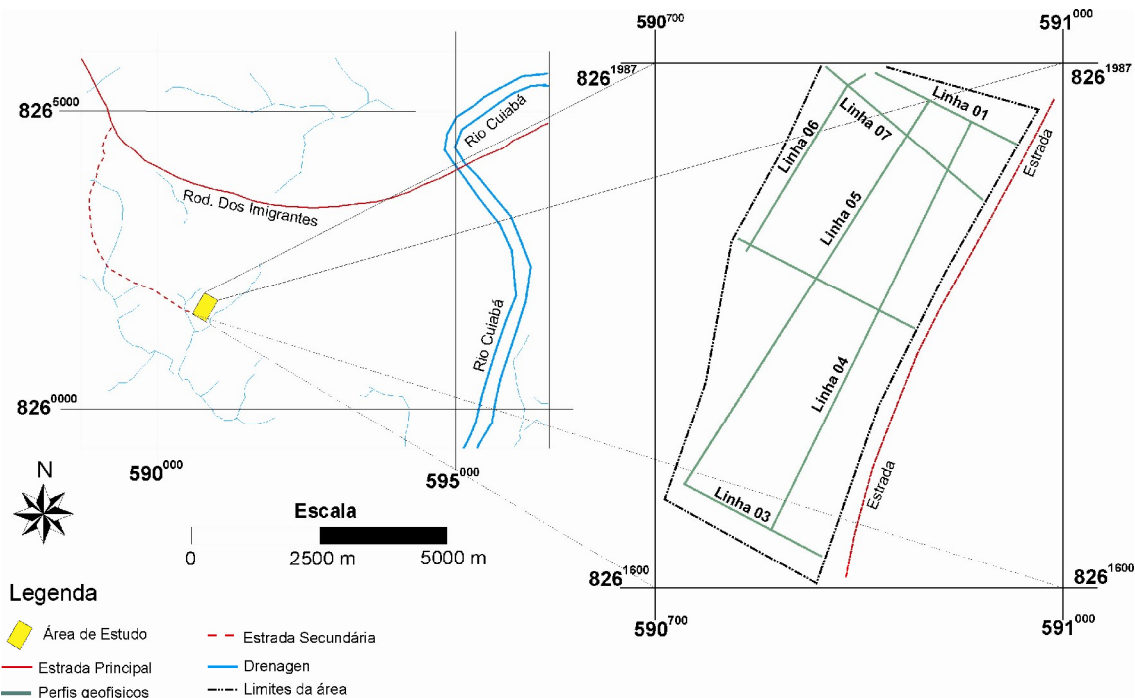 590⁷⁰⁰
591⁰⁰⁰
826¹⁹⁸⁷
826¹⁹⁸⁷
826⁵⁰⁰⁰
Rio Cuiabá
Rod. Dos Imigrantes
Linha 01
Linha 07
Linha 06
Estrada
Linha 05
Rio Cuiabá
Linha 04
826⁰⁰⁰⁰
590⁰⁰⁰
595⁰⁰⁰
Estrada
Linha 03
N
Escala
0
2500 m
5000 m
826¹⁶⁰⁰
826¹⁶⁰⁰
590⁷⁰⁰
591⁰⁰⁰
Legenda
Área de Estudo
Estrada Secundária
Estrada Principal
Drenagen
Perfis geofisicos
Limites da área